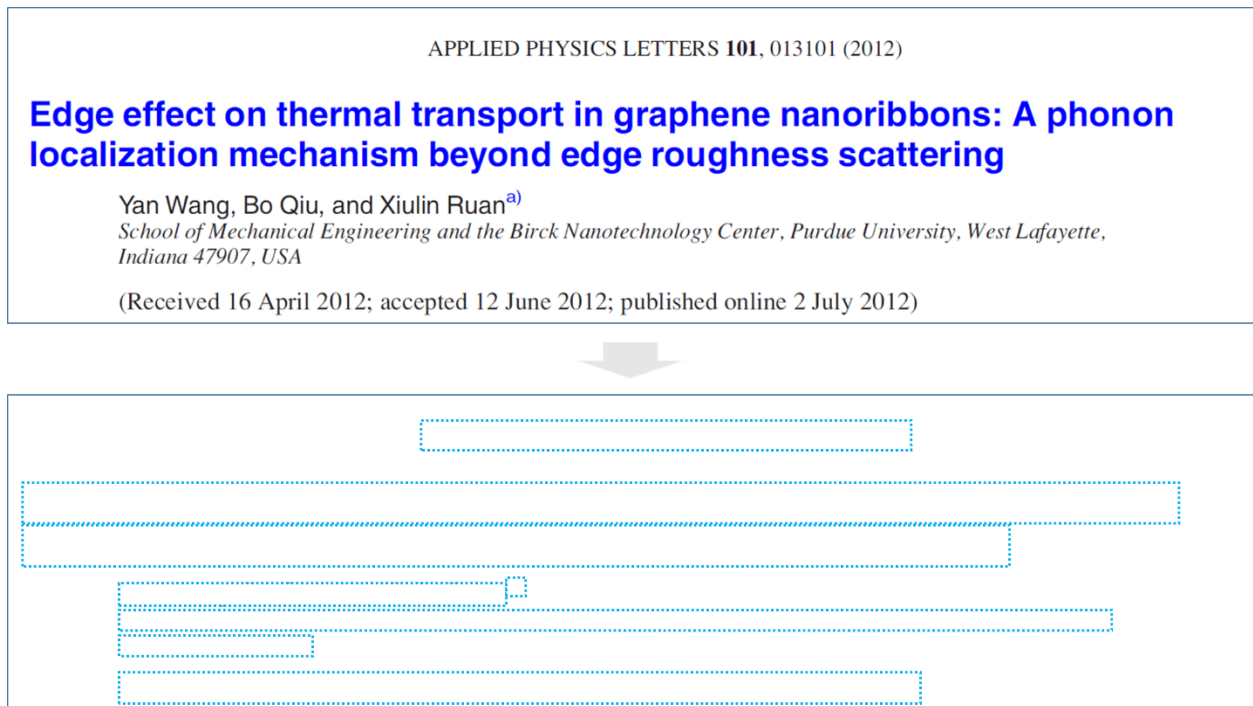 APPLIED PHYSICS LETTERS 101, 013101 (2012)
Edge effect on thermal transport in graphene nanoribbons: A phonon
localization mechanism beyond edge roughness scattering
Yan Wang, Bo Qiu, and Xiulin Ruan a)
School of Mechanical Engineering and the Birck Nanotechnology Center, Purdue University, West Lafayette,
Indiana 47907, USA
(Received 16 April 2012; accepted 12 June 2012; published online 2 July 2012)